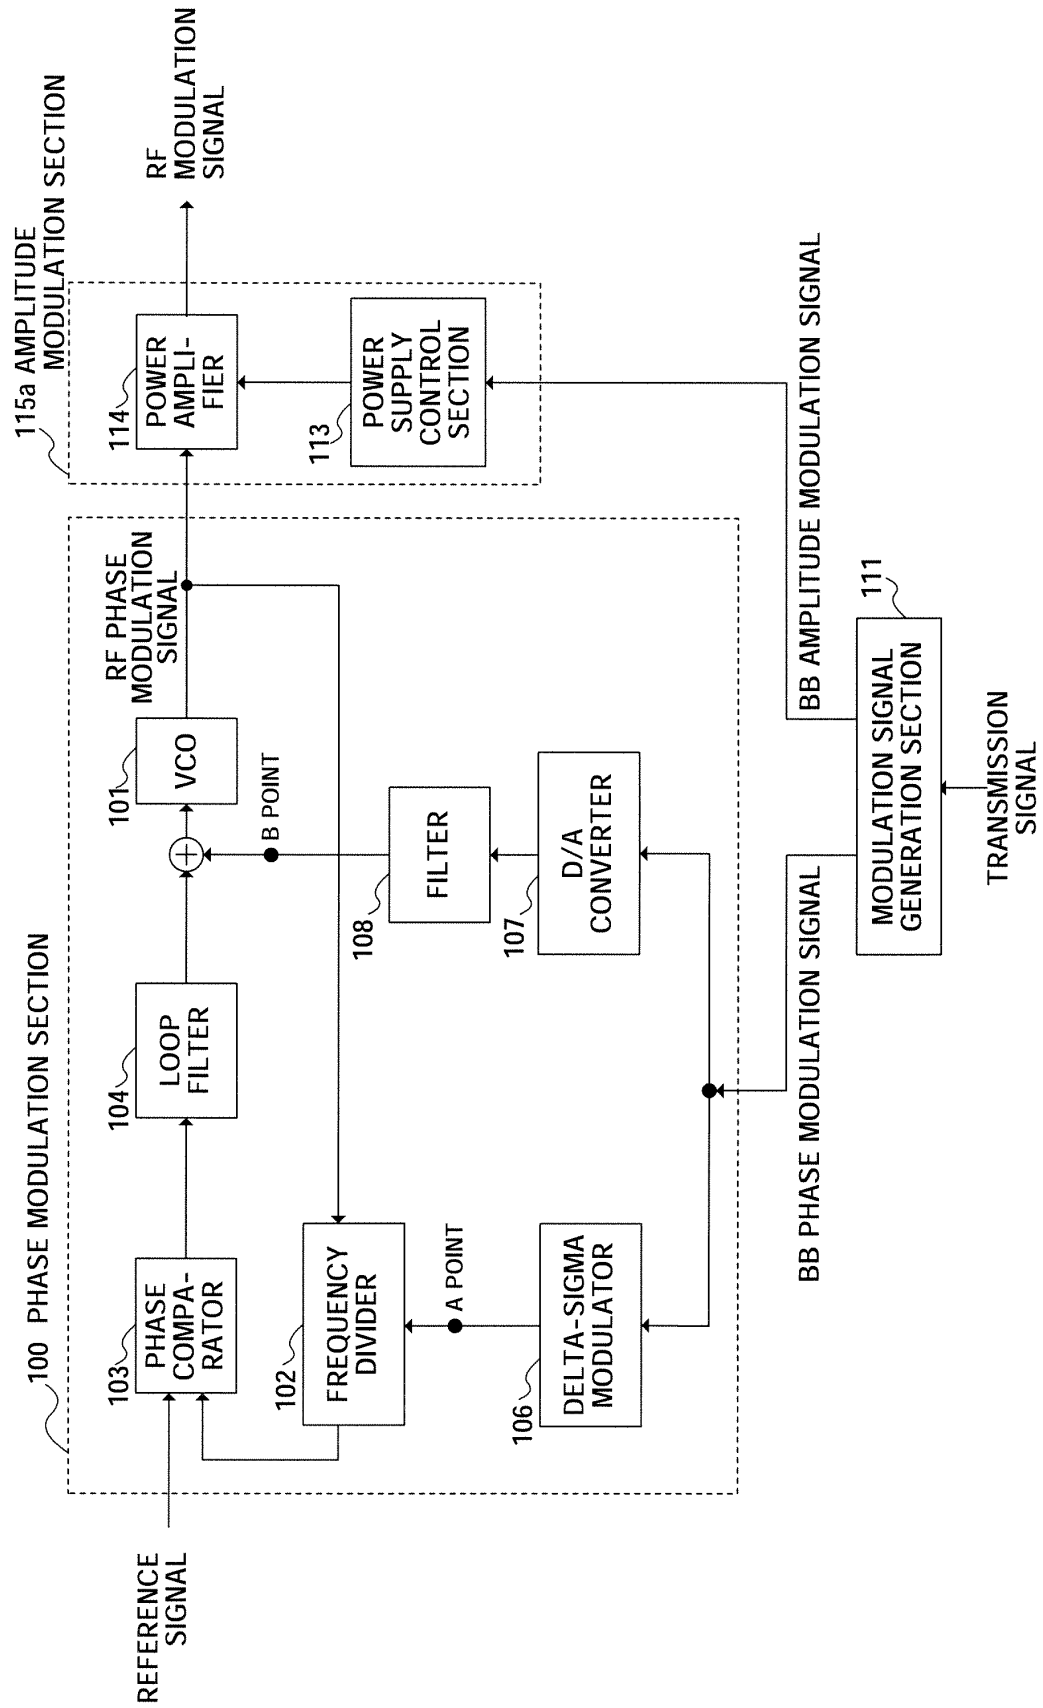 100 PHASE MODULATION SECTION
115a AMPLITUDE
MODULATION SECTION
REFERENCE
SIGNAL
103
PHASE
COMPA-
RATOR
104
LOOP
FILTER
101
VCO
RF PHASE
MODULATION
SIGNAL
114
POWER
AMPLI-
FIER
RF
MODULATION
SIGNAL
B POINT
102
FREQUENCY
DIVIDER
A POINT
108
FILTER
113
POWER
SUPPLY
CONTROL
SECTION
106
DELTA-SIGMA
MODULATOR
107
D/A
CONVERTER
BB PHASE MODULATION SIGNAL
BB AMPLITUDE MODULATION SIGNAL
111
MODULATION SIGNAL
GENERATION SECTION
TRANSMISSION
SIGNAL